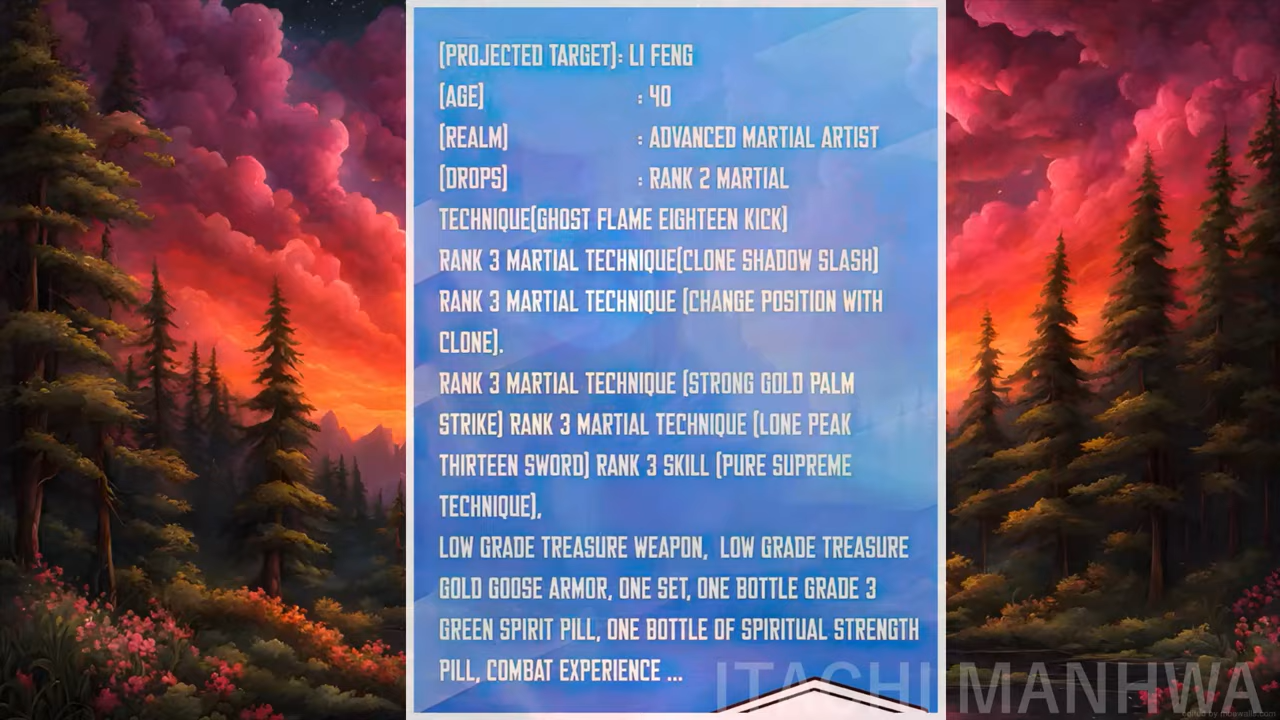 [PROJECTED TARGET]: LI FENG
[AGE] : 40
[REALM] : ADVANCED MARTIAL ARTIST
[DROPS] : RANK 2 MARTIAL
TECHNIQUE[GHOST FLAME EIGHTEEN KICK]
RANK 3 MARTIAL TECHNIQUE[CLONE SHADOW SLASH]
RANK 3 MARTIAL TECHNIQUE [CHANGE POSITION WITH
CLONE].
RANK 3 MARTIAL TECHNIQUE [STRONG GOLD PALM
STRIKE] RANK 3 MARTIAL TECHNIQUE [LONE PEAK
THIRTEEN SWORD] RANK 3 SKILL [PURE SUPREME
TECHNIQUE],
LOW GRADE TREASURE WEAPON, LOW GRADE TREASURE
GOLD GOOSE ARMOR, ONE SET, ONE BOTTLE GRADE 3
GREEN SPIRIT PILL, ONE BOTTLE OF SPIRITUAL STRENGTH
PILL, COMBAT EXPERIENCE ...
ITACHI MANHWA